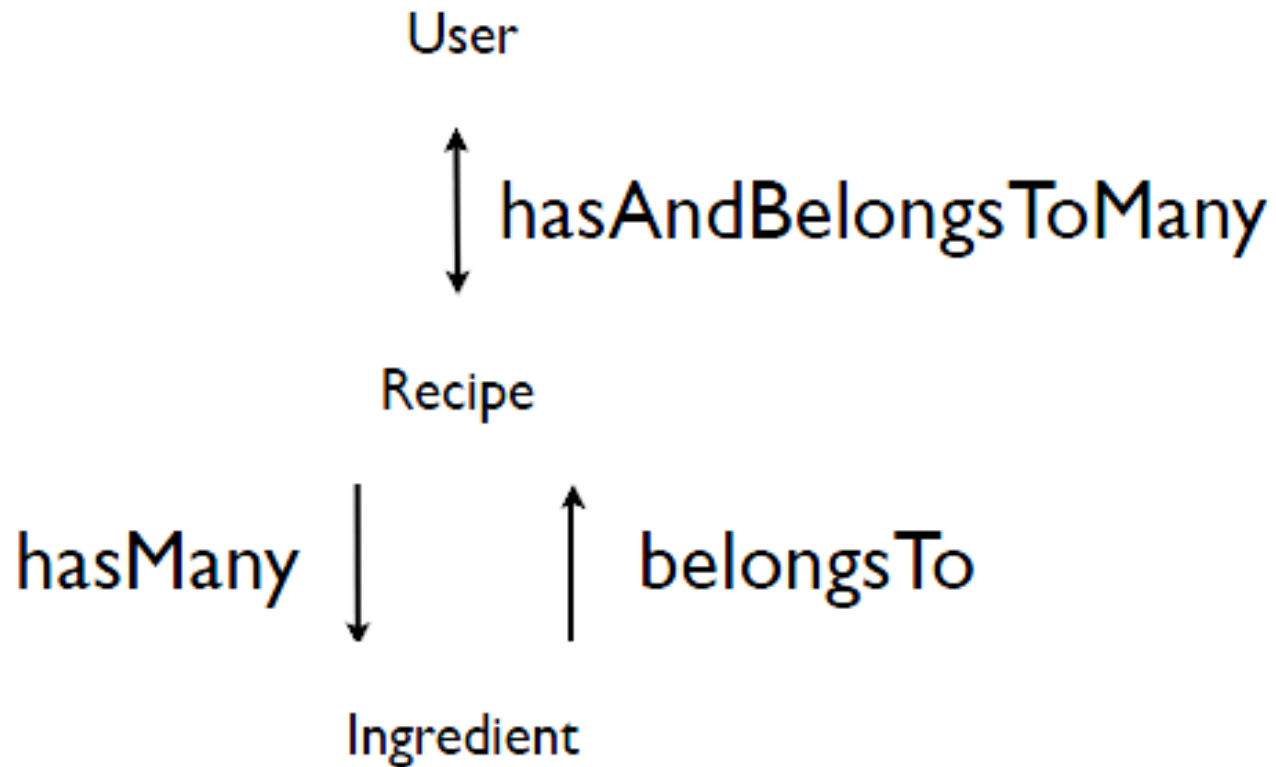 User
hasAndBelongsToMany
Recipe
hasMany
belongsTo
Ingredient